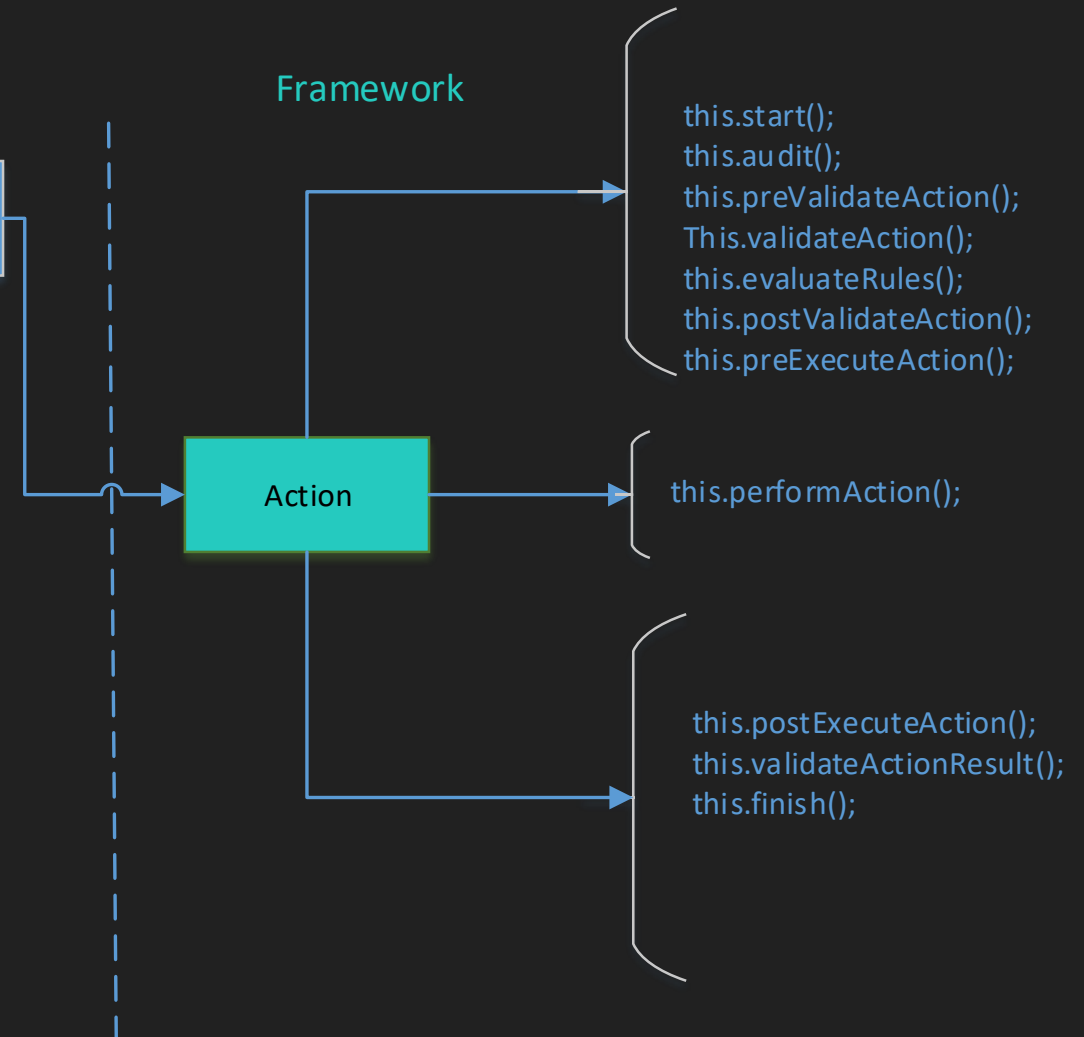 Framework
this.start();
this.audit();
this.preValidateAction();
This.validateAction();
this.evaluateRules();
this.postValidateAction();
this.preExecuteAction();
Action
this.performAction();
this.postExecuteAction();
this.validateActionResult();
this.finish();